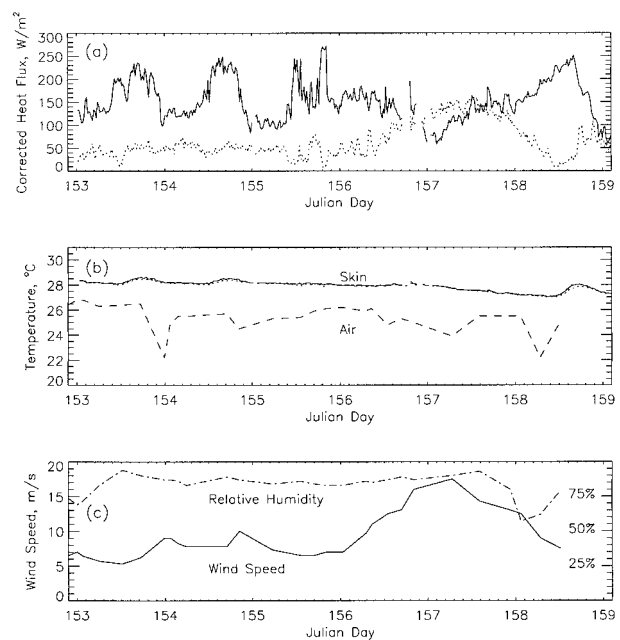 Corrected Heat Flux, W/m²
300
250
200
150
100
50
0
(a)
153 154 155 156 157 158 159
Julian Day
Temperature, °C
30
28
26
24
22
20
(b)
Skin
Air
153 154 155 156 157 158 159
Julian Day
Wind Speed, m/s
20
15
10
5
0
(c)
Relative Humidity
Wind Speed
75%
50%
25%
153 154 155 156 157 158 159
Julian Day